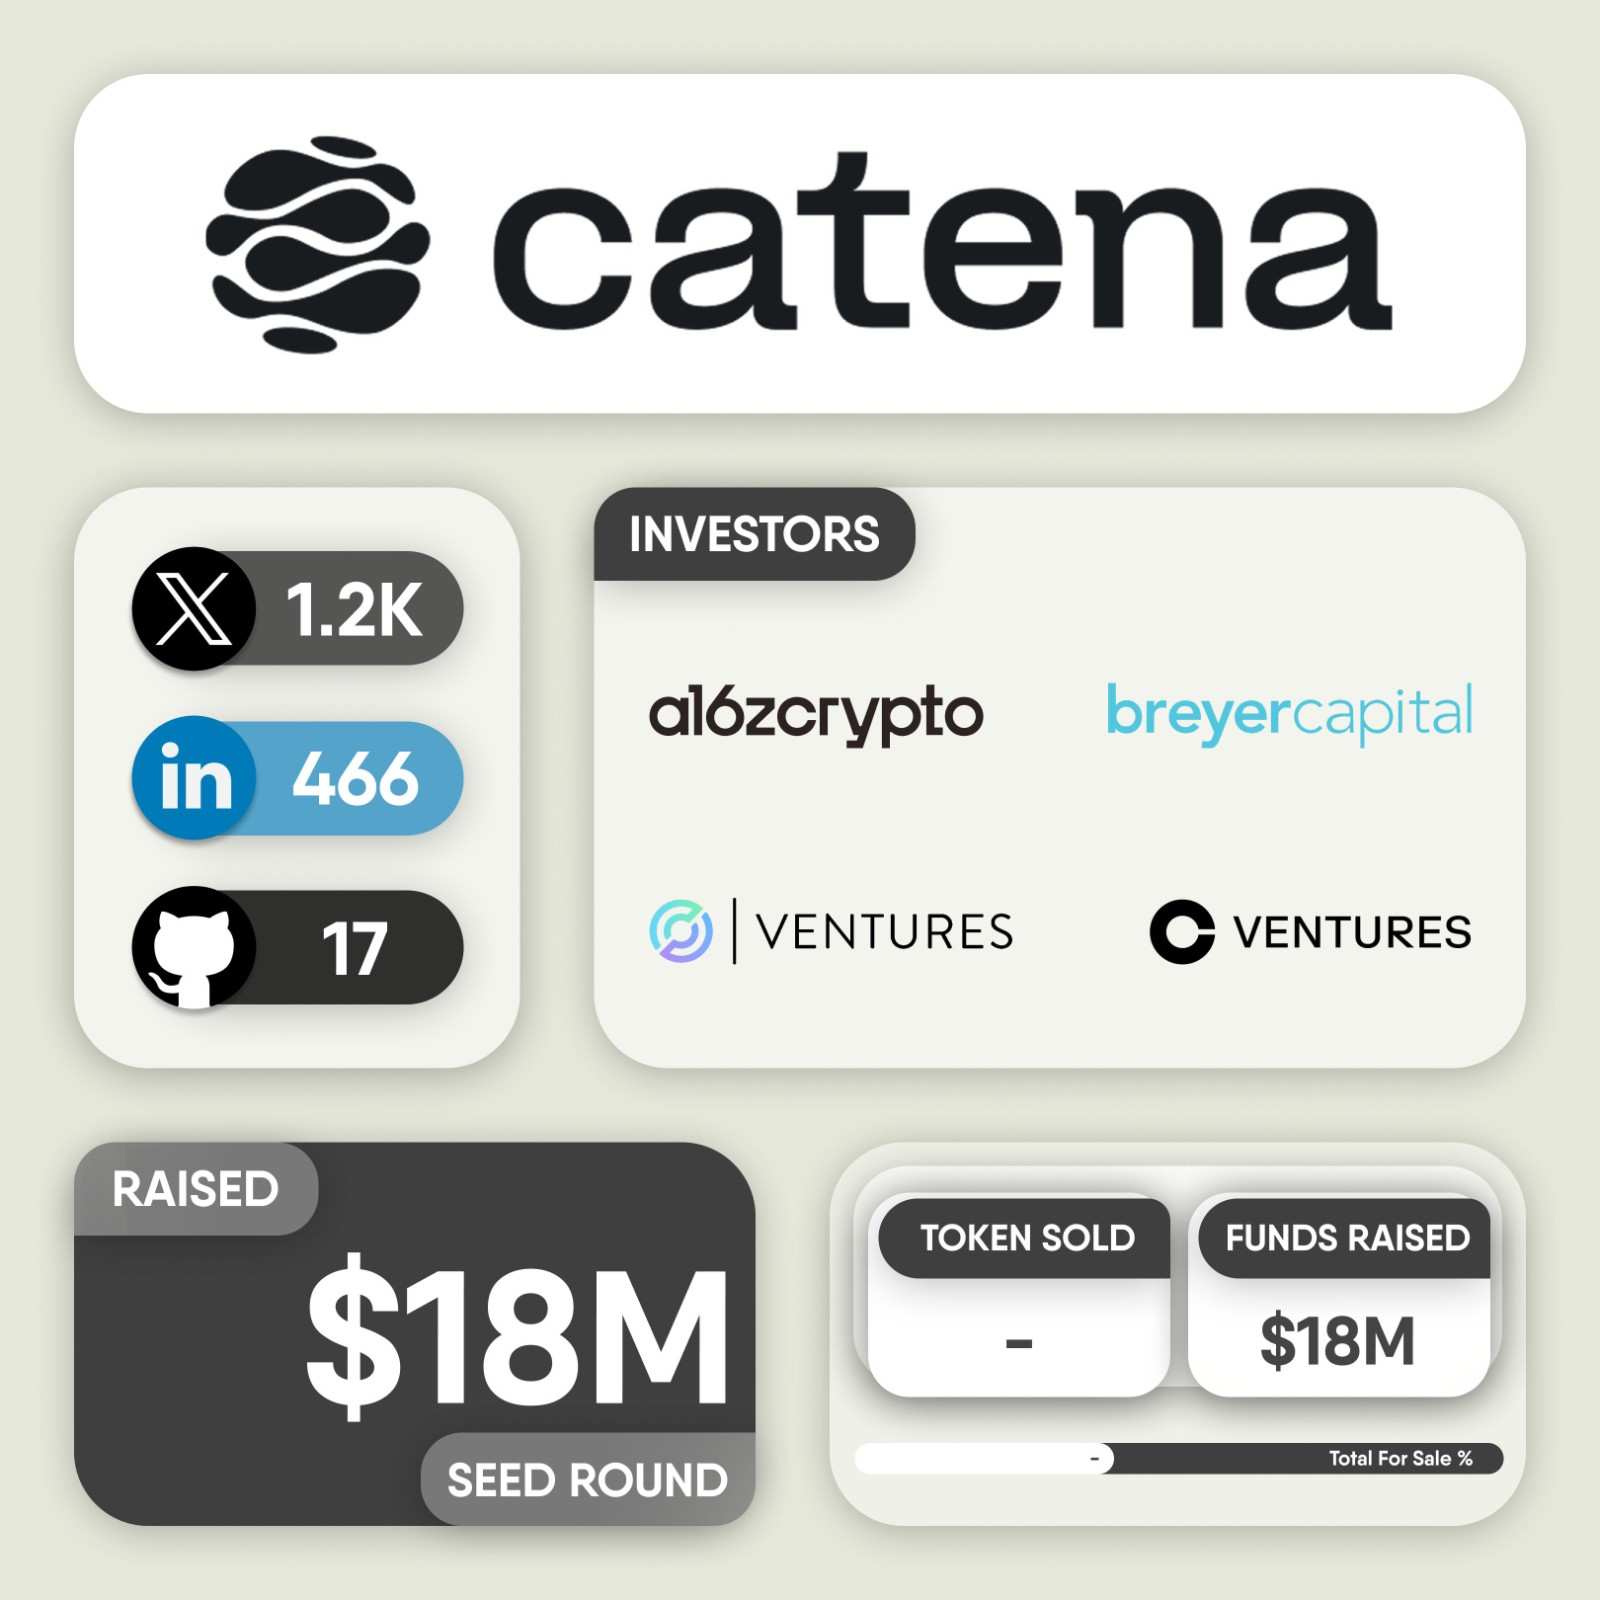 catena
1.2K
in 466
17
INVESTORS
a16zcrypto
breyercapital
VENTURES
VENTURES
RAISED
$18M
SEED ROUND
TOKEN SOLD
-
FUNDS RAISED
$18M
- Total For Sale %